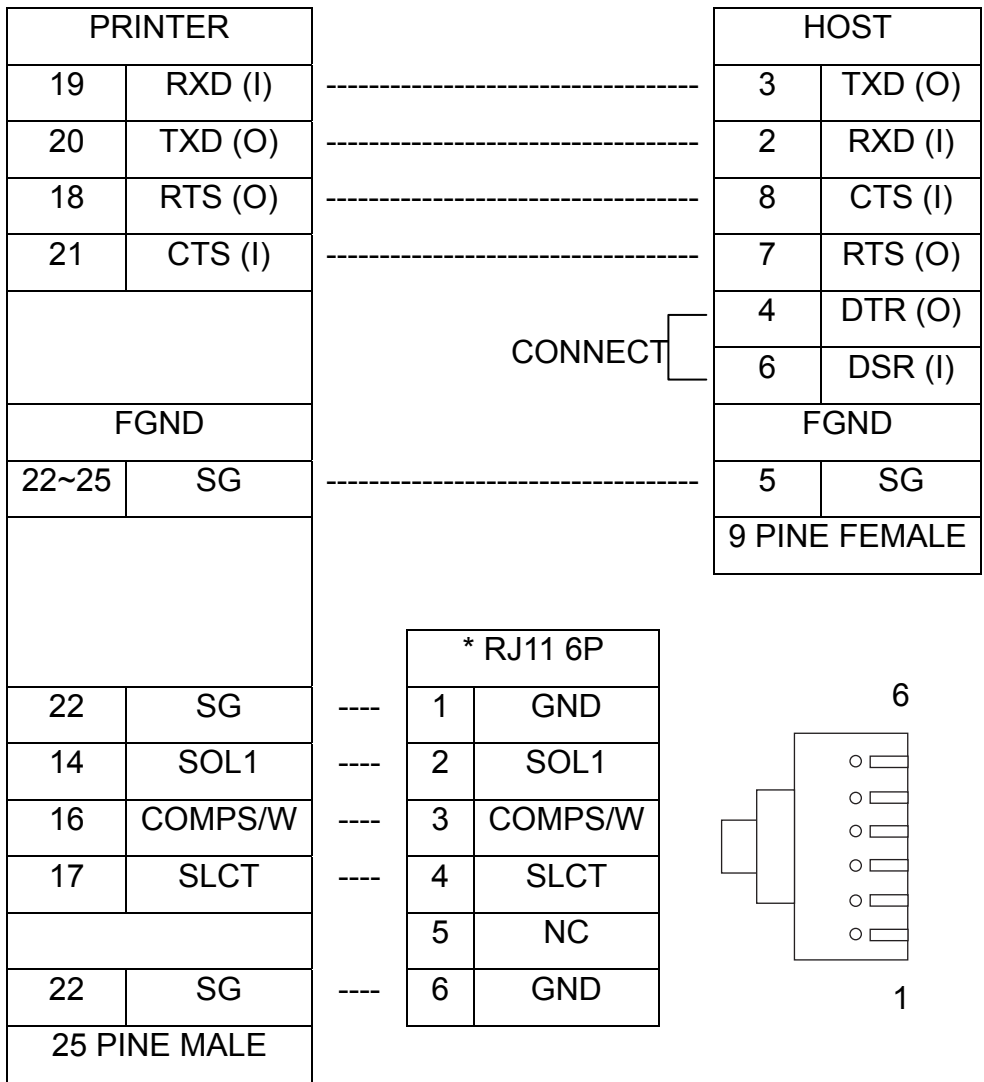 PRINTER HOST
19 RXD (I) ---------------------------------- 3 TXD (O)
20 TXD (O) ---------------------------------- 2 RXD (I)
18 RTS (O) ---------------------------------- 8 CTS (I)
21 CTS (I) ---------------------------------- 7 RTS (O)
4 DTR (O)
CONNECT
6 DSR (I)
FGND FGND
22~25 SG ---------------------------------- 5 SG
9 PINE FEMALE
* RJ11 6P
22 SG ---- 1 GND
14 SOL1 ---- 2 SOL1
16 COMPS/W ---- 3 COMPS/W
17 SLCT ---- 4 SLCT
5 NC
22 SG ---- 6 GND
25 PINE MALE
6
1